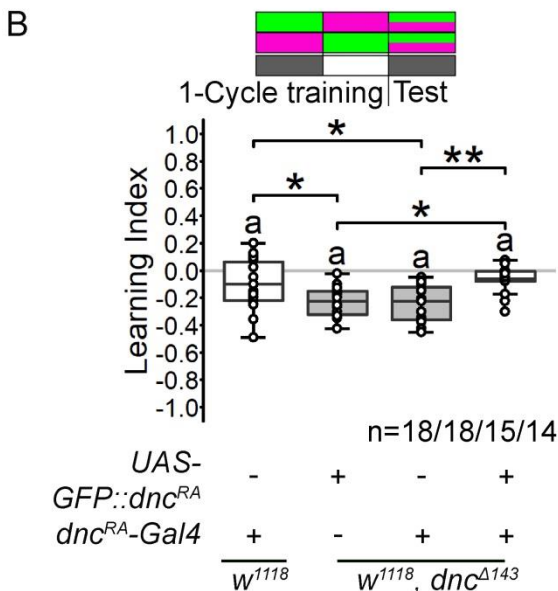 B
1-Cycle training Test
Learning Index
1.0
0.8
0.6
0.4
0.2
0.0
-0.2
-0.4
-0.6
-0.8
-1.0
* * ** *
a a a a
n=18/18/15/14
UAS-
GFP::dnc^RA - + - +
dnc^RA-Gal4 + - + +
w^1118 w^1118, dnc^Δ143